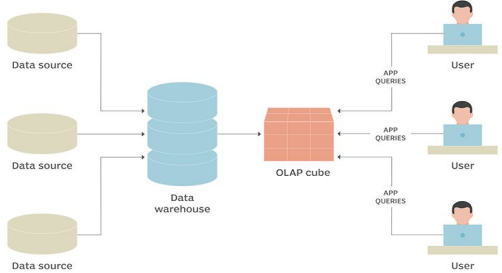 Data source
User
APP
QUERIES
Data source
Data
warehouse
OLAP cube
APP
QUERIES
User
APP
QUERIES
Data source
User